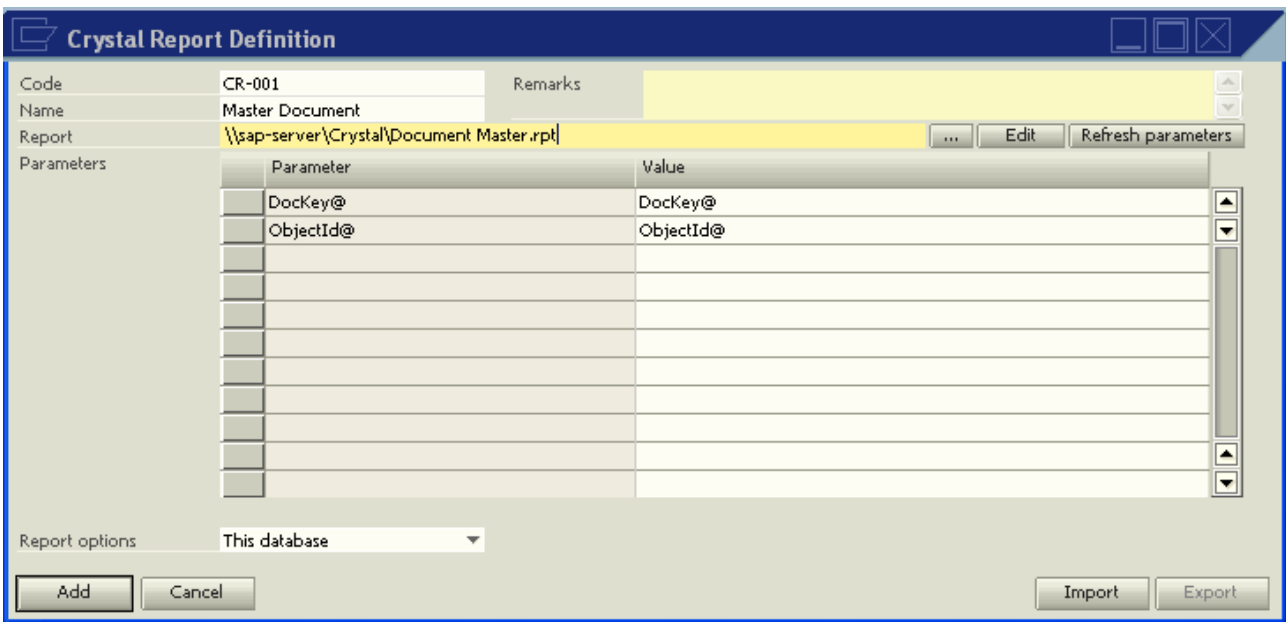 Crystal Report Definition
Code CR-001 Remarks
Name Master Document
Report \\sap-server\Crystal\Document Master.rpt ... Edit Refresh parameters
Parameters Parameter Value
DocKey@ DocKey@
ObjectId@ ObjectId@
Report options This database
Add Cancel Import Export